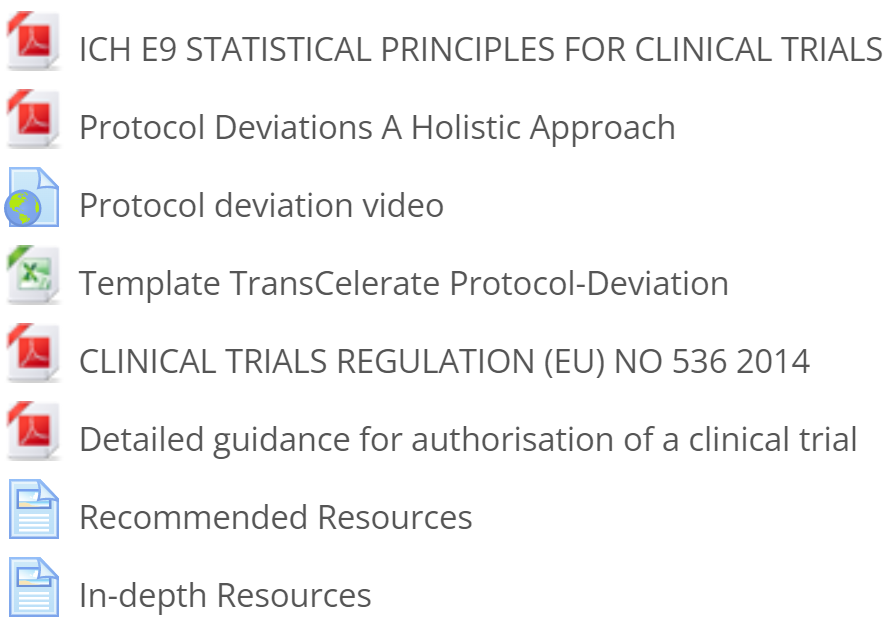 ICH E9 STATISTICAL PRINCIPLES FOR CLINICAL TRIALS
Protocol Deviations A Holistic Approach
Protocol deviation video
Template TransCelerate Protocol-Deviation
CLINICAL TRIALS REGULATION (EU) NO 536 2014
Detailed guidance for authorisation of a clinical trial
Recommended Resources
In-depth Resources